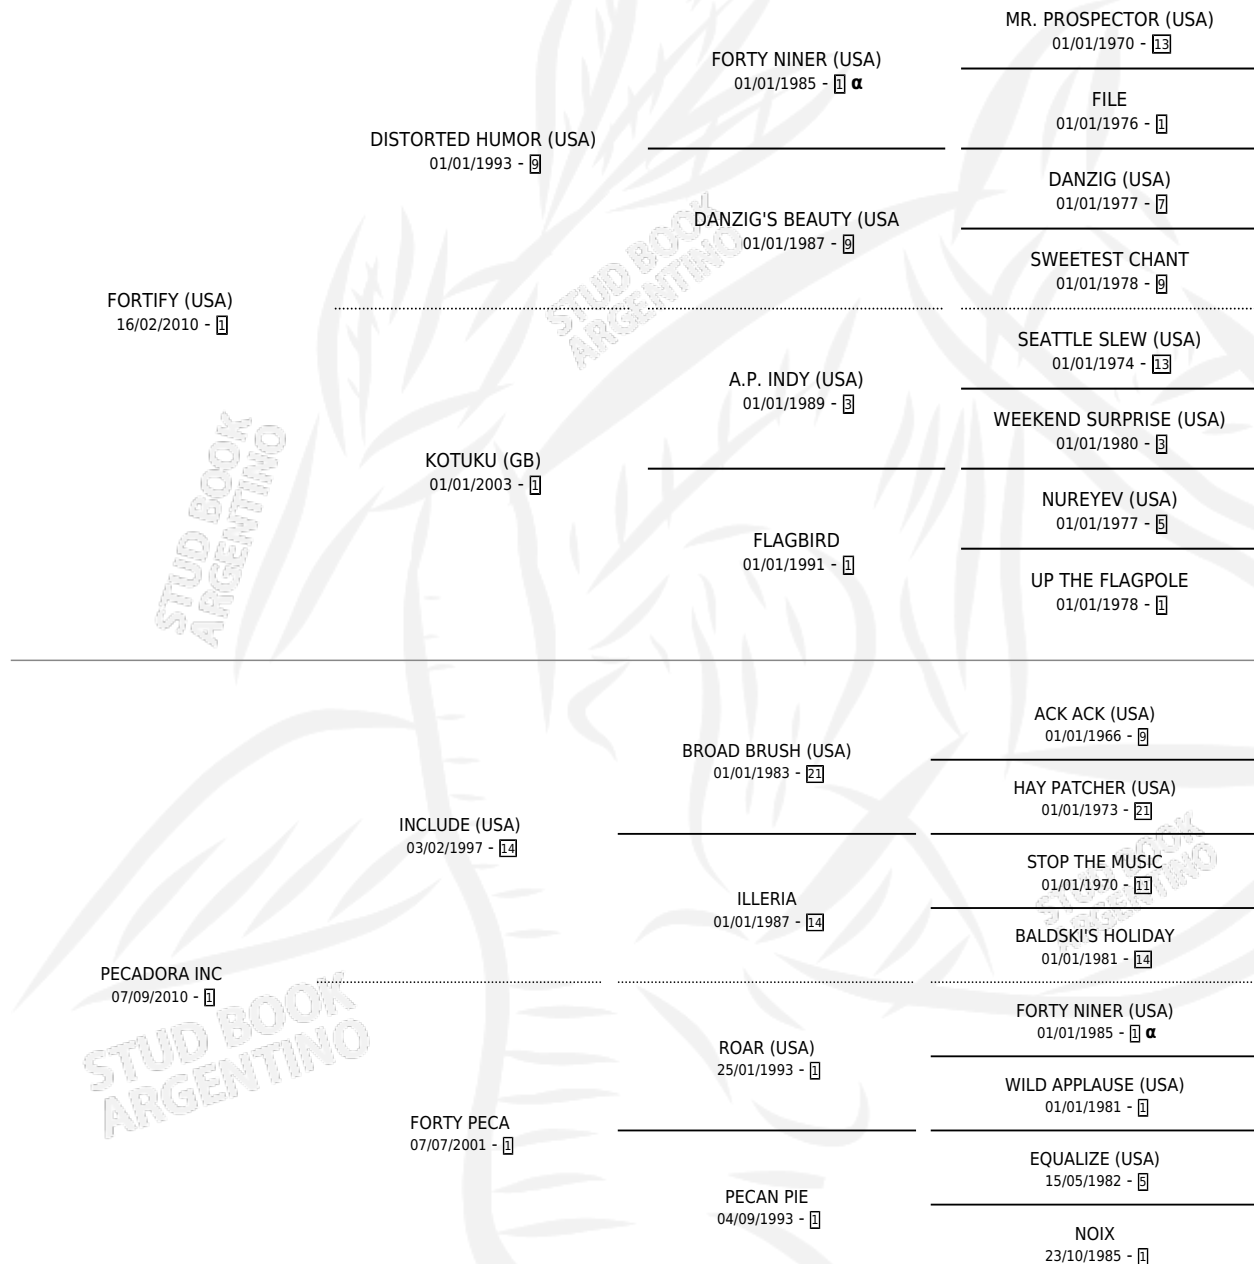 MR. PROSPECTOR (USA)
01/01/1970 - 13
FORTY NINER (USA)
01/01/1985 - 1 α
FILE
01/01/1976 - 1
DISTORTED HUMOR (USA)
01/01/1993 - 9
DANZIG (USA)
01/01/1977 - 7
DANZIG'S BEAUTY (USA
01/01/1987 - 9
SWEETEST CHANT
01/01/1978 - 9
FORTIFY (USA)
16/02/2010 - 1
SEATTLE SLEW (USA)
01/01/1974 - 13
A.P. INDY (USA)
01/01/1989 - 3
WEEKEND SURPRISE (USA)
01/01/1980 - 3
KOTUKU (GB)
01/01/2003 - 1
NUREYEV (USA)
01/01/1977 - 5
FLAGBIRD
01/01/1991 - 1
UP THE FLAGPOLE
01/01/1978 - 1
ACK ACK (USA)
01/01/1966 - 9
BROAD BRUSH (USA)
01/01/1983 - 21
HAY PATCHER (USA)
01/01/1973 - 21
INCLUDE (USA)
03/02/1997 - 14
STOP THE MUSIC
01/01/1970 - 11
ILLERIA
01/01/1987 - 14
BALDSKI'S HOLIDAY
01/01/1981 - 14
PECADORA INC
07/09/2010 - 1
FORTY NINER (USA)
01/01/1985 - 1 α
ROAR (USA)
25/01/1993 - 1
WILD APPLAUSE (USA)
01/01/1981 - 1
FORTY PECA
07/07/2001 - 1
EQUALIZE (USA)
15/05/1982 - 5
PECAN PIE
04/09/1993 - 1
NOIX
23/10/1985 - 1
STUD BOOK
ARGENTINO
STUD BOOK
ARGENTINO
STUD BOOK
ARGENTINO
STUD BOOK
ARGENTINO